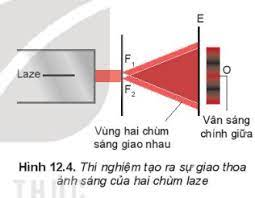 E
F₁
Laze
O
F₂
Vân sáng
chính giữa
Vùng hai chùm
sáng giao nhau
Hình 12.4. Thí nghiệm tạo ra sự giao thoa
ánh sáng của hai chùm laze